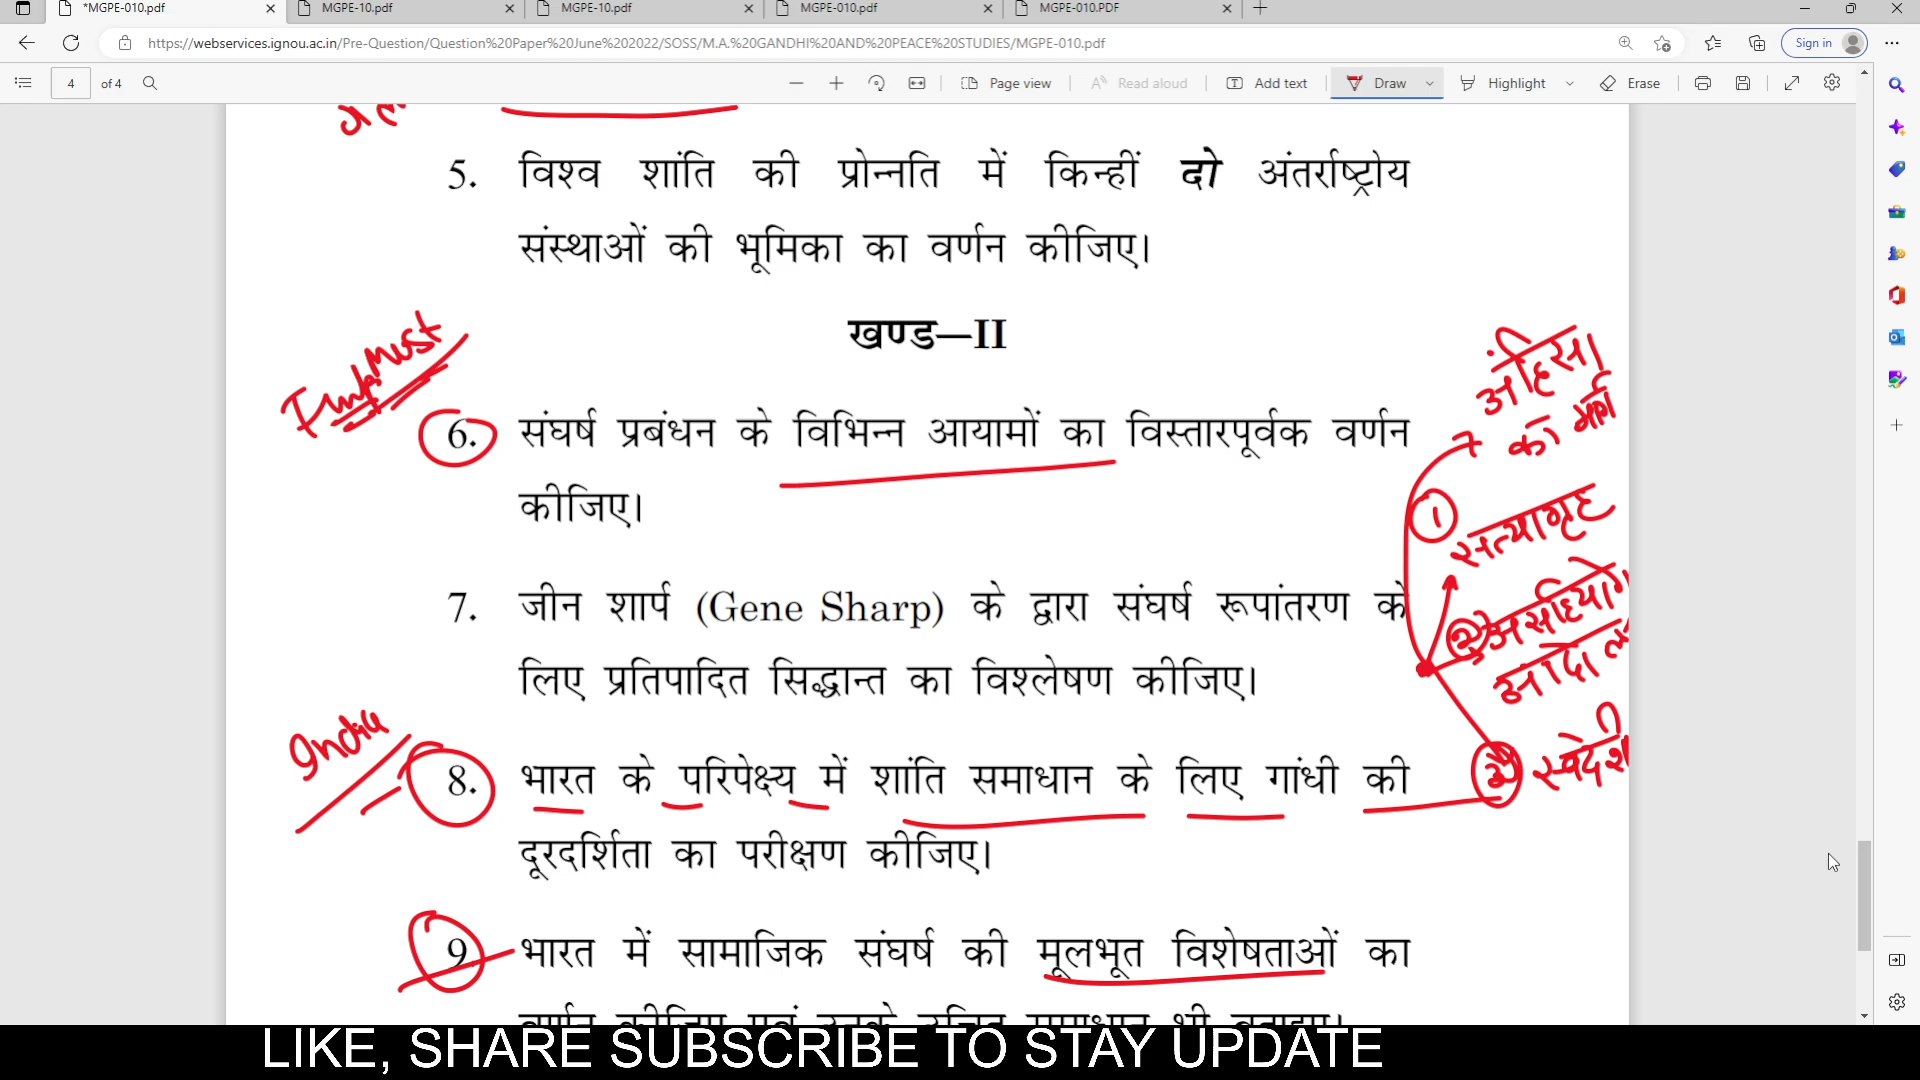 *MGPE-010.pdf MGPE-10.pdf MGPE-10.pdf MGPE-010.pdf MGPE-010.PDF
https://webservices.ignou.ac.in/Pre-Question/Question%20Paper%20June%202022/SOSS/M.A.%20GANDHI%20AND%20PEACE%20STUDIES/MGPE-010.pdf Sign in
4 of 4 Page view Read aloud Add text Draw Highlight Erase
5. विश्व शांति की प्रोन्नति में किन्हीं दो अंतर्राष्ट्रीय
संस्थाओं की भूमिका का वर्णन कीजिए।
खण्ड—II
Imp. Must
6. संघर्ष प्रबंधन के विभिन्न आयामों का विस्तारपूर्वक वर्णन
कीजिए।
अहिंसा
का मार्ग
1 सत्याग्रह
7. जीन शार्प (Gene Sharp) के द्वारा संघर्ष रूपांतरण के
लिए प्रतिपादित सिद्धान्त का विश्लेषण कीजिए।
2 असहयोग
India
8. भारत के परिपेक्ष्य में शांति समाधान के लिए गांधी की
दूरदर्शिता का परीक्षण कीजिए।
3 स्वदेशी
9. भारत में सामाजिक संघर्ष की मूलभूत विशेषताओं का
LIKE, SHARE SUBSCRIBE TO STAY UPDATE